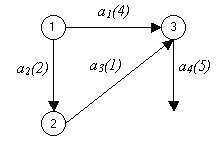 a₁(4)
1
3
a₂(2)
a₃(1)
a₄(5)
2